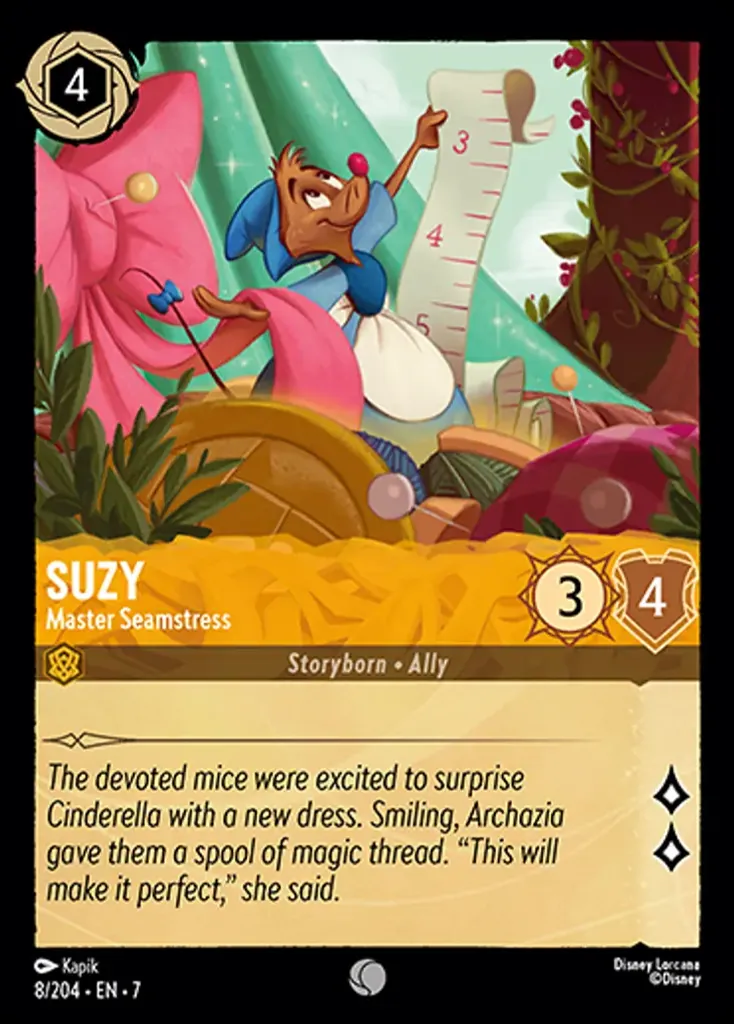 4
3
4
5
SUZY
Master Seamstress
3
4
Storyborn • Ally
The devoted mice were excited to surprise
Cinderella with a new dress. Smiling, Archazia
gave them a spool of magic thread. “This will
make it perfect,” she said.
Kapik
Disney Lorcana
8/204 • EN • 7
©Disney